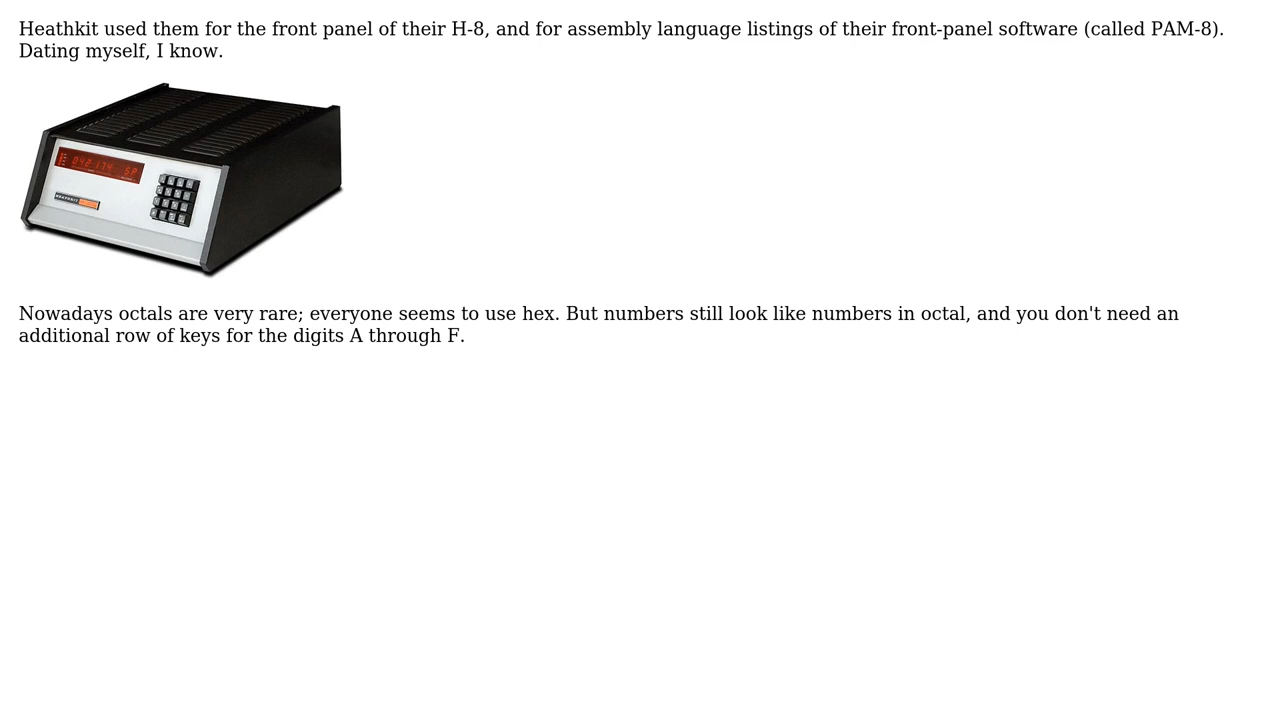 Heathkit used them for the front panel of their H-8, and for assembly language listings of their front-panel software (called PAM-8).
Dating myself, I know.
HEATHKIT
Nowadays octals are very rare; everyone seems to use hex. But numbers still look like numbers in octal, and you don't need an
additional row of keys for the digits A through F.